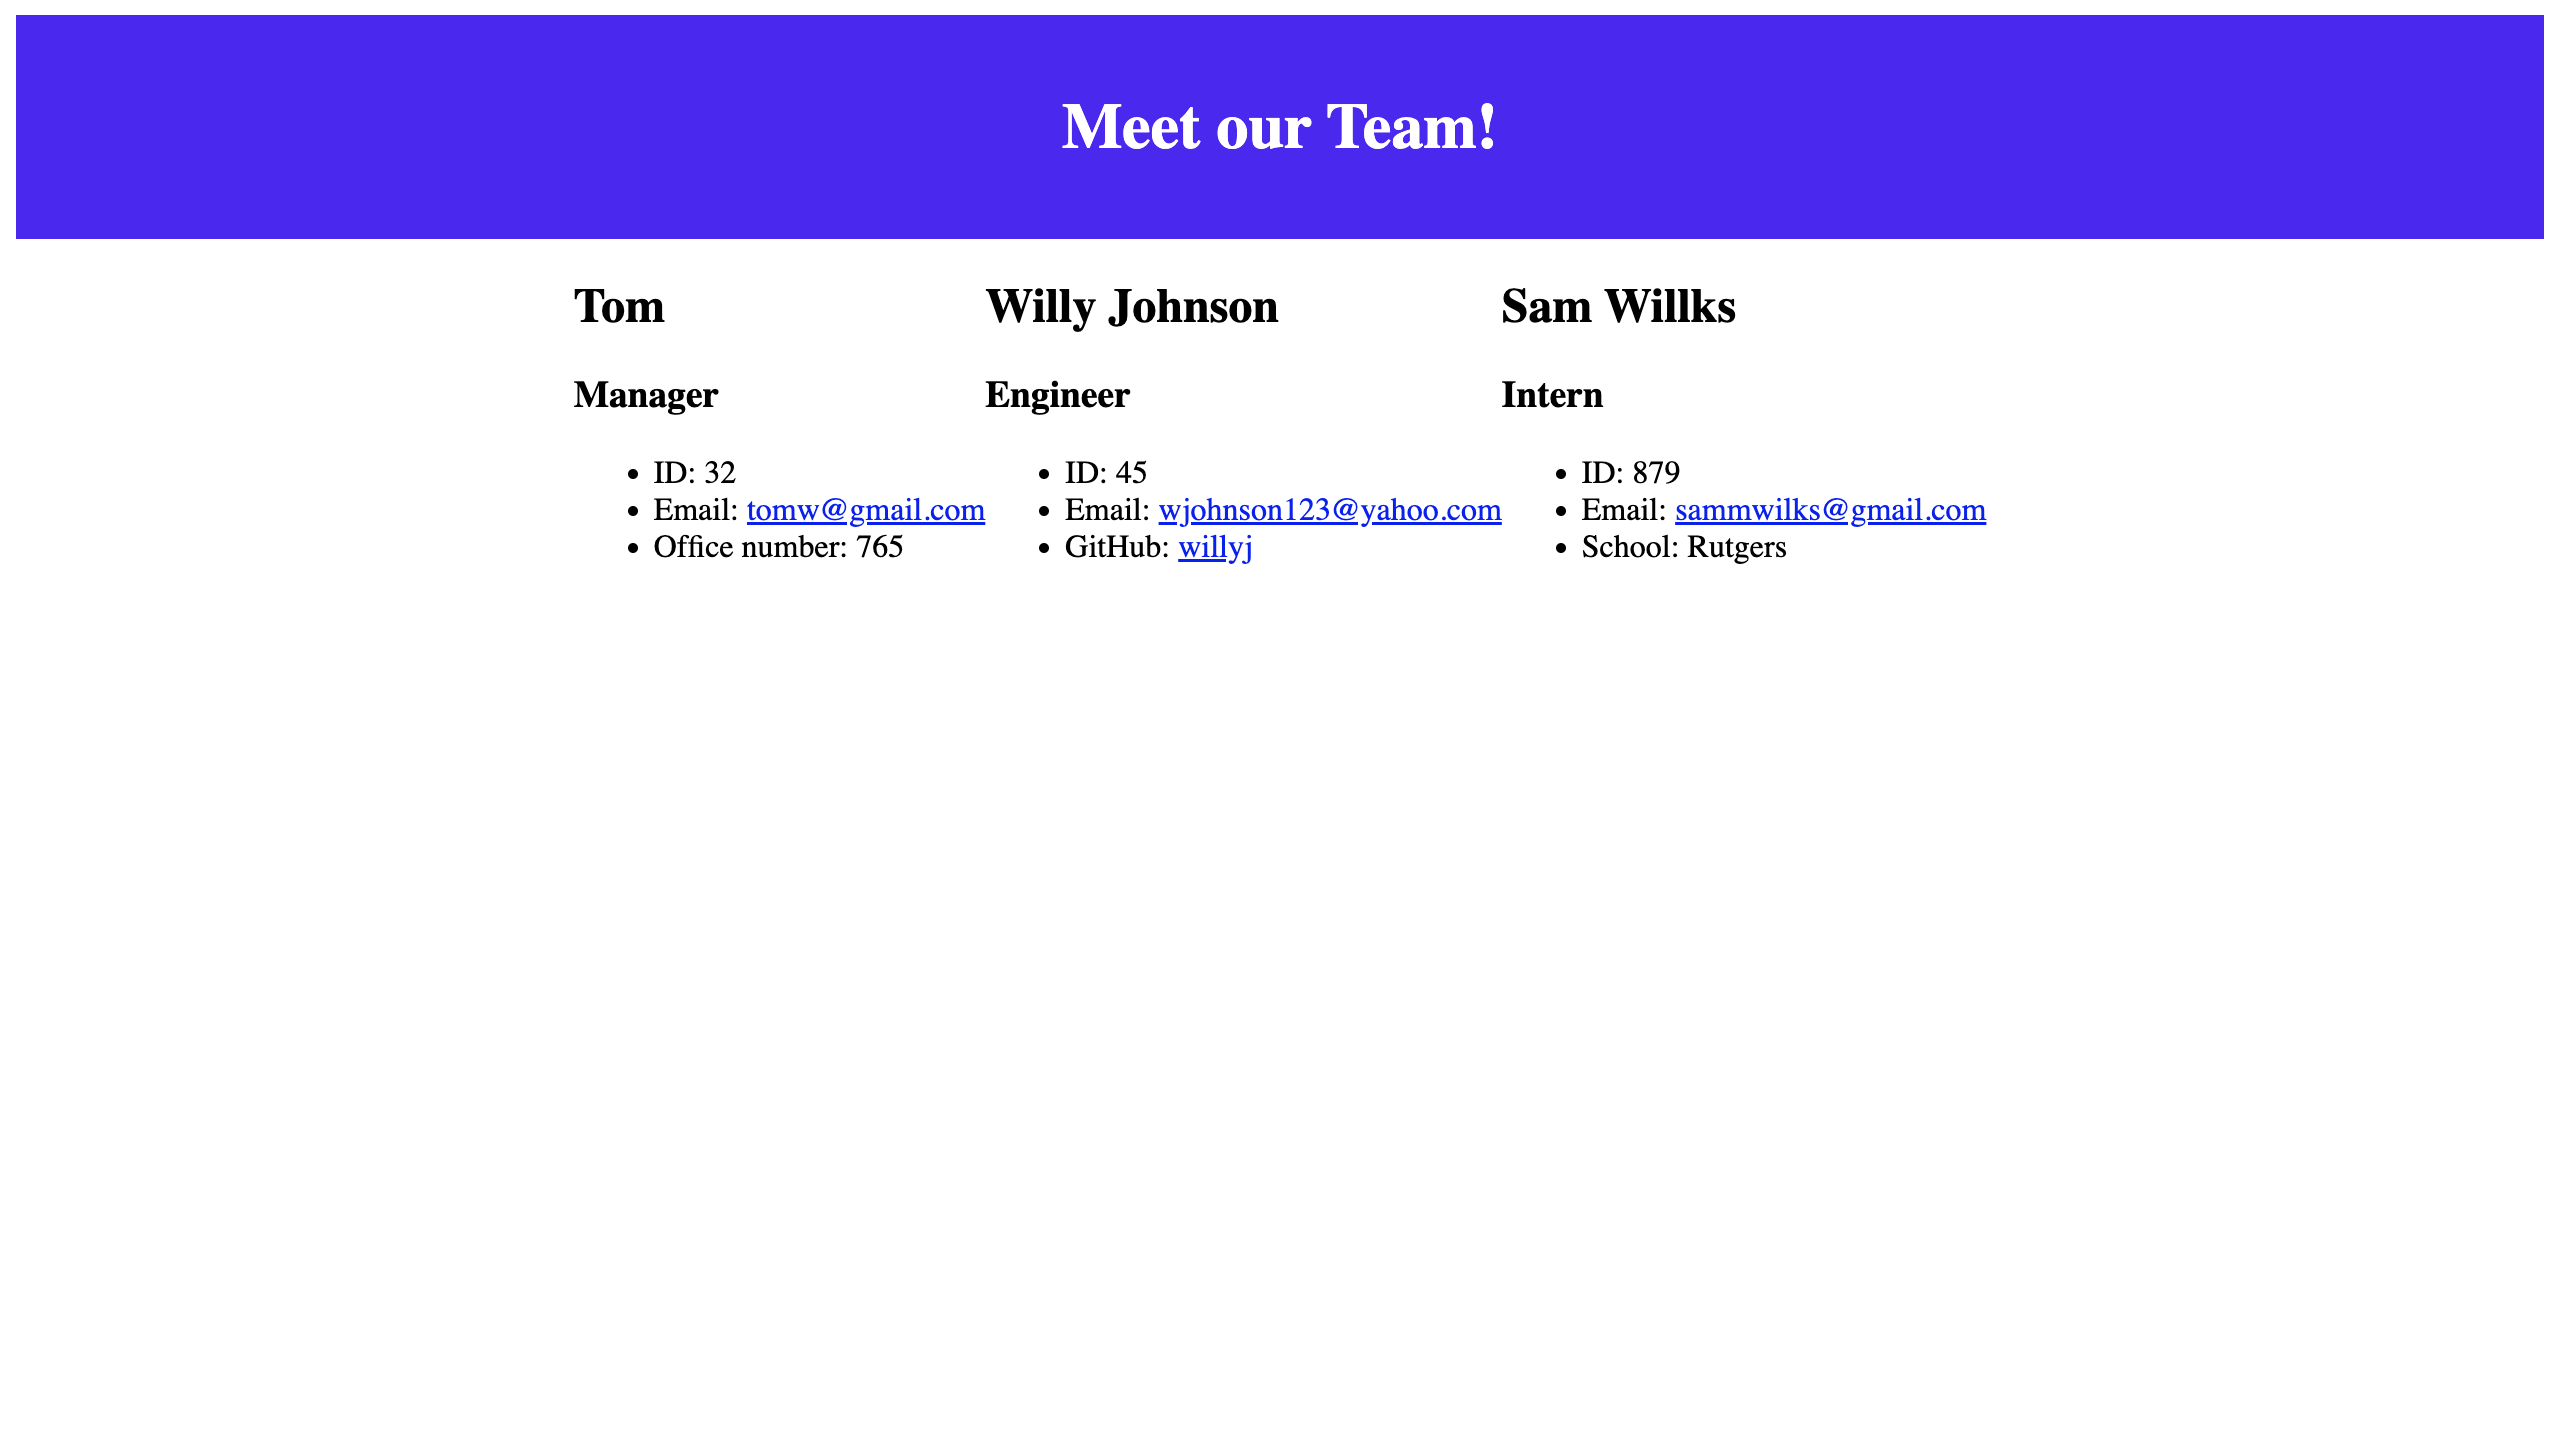 Meet our Team!
Tom
Manager
ID: 32
Email: tomw@gmail.com
Office number: 765
Willy Johnson
Engineer
ID: 45
Email: wjohnson123@yahoo.com
GitHub: willyj
Sam Willks
Intern
ID: 879
Email: sammwilks@gmail.com
School: Rutgers